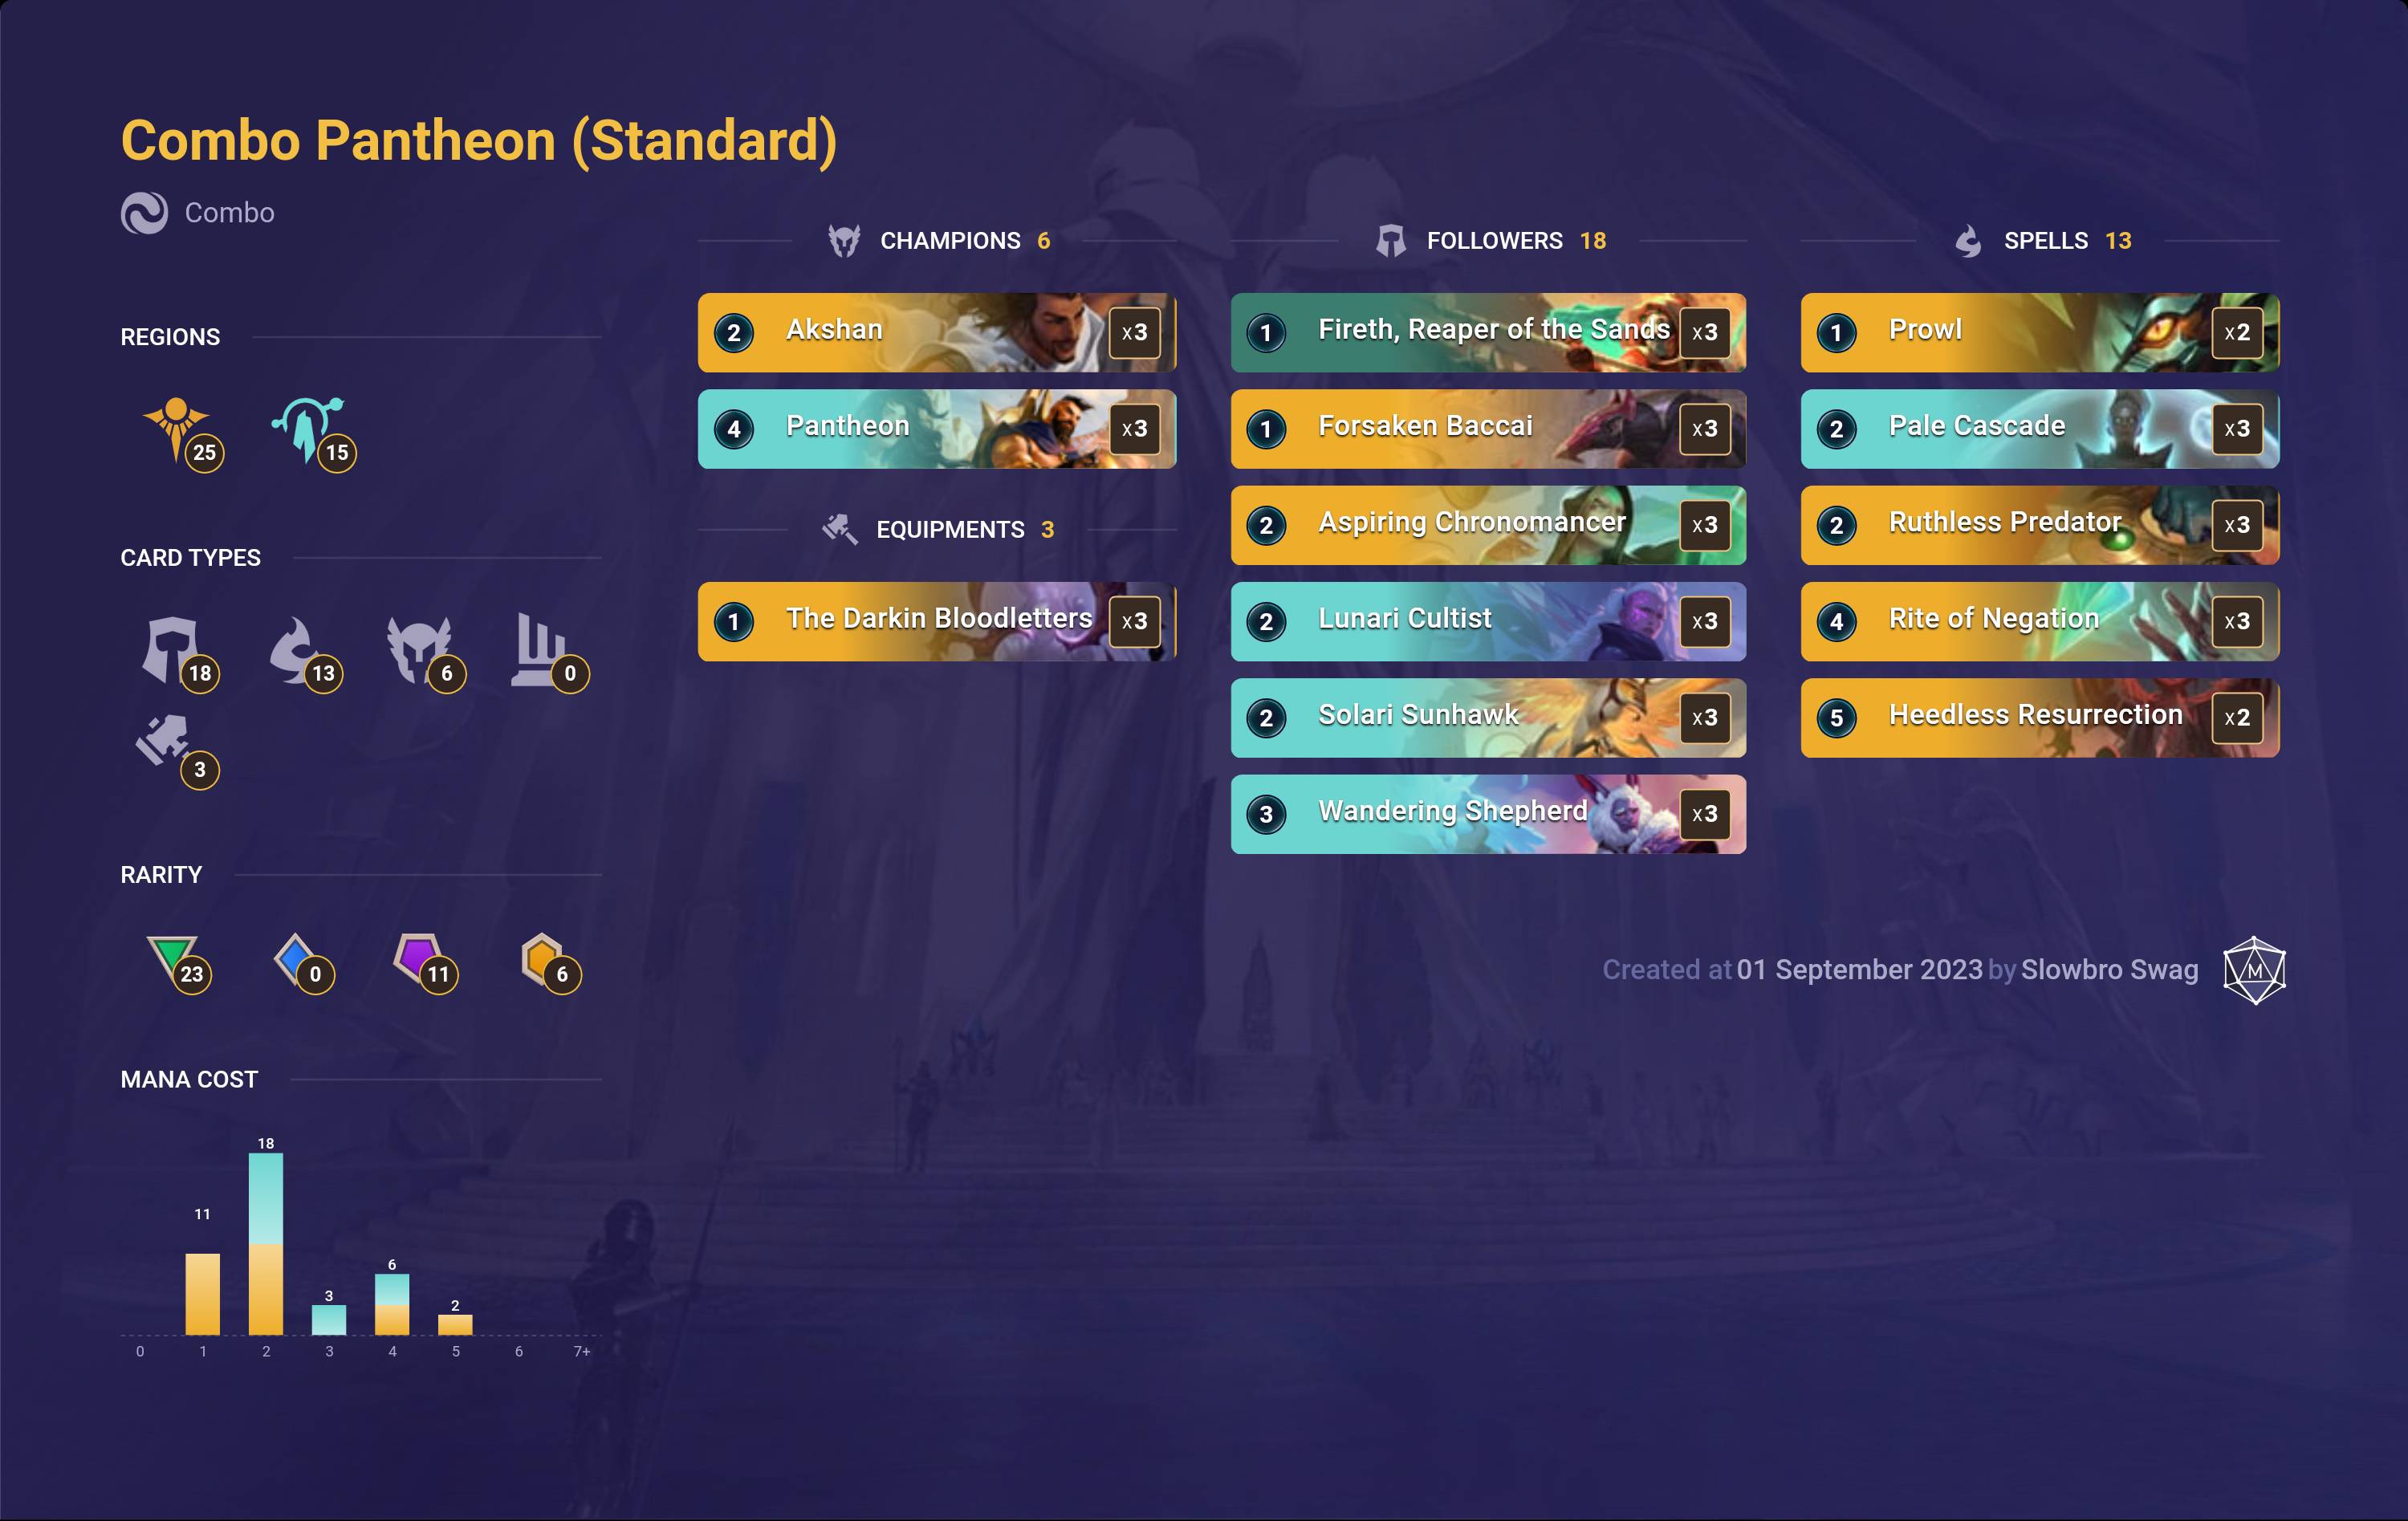 Combo Pantheon (Standard)
Combo
REGIONS
25
15
CARD TYPES
18
13
6
0
3
RARITY
23
0
11
6
MANA COST
18
11
3
6
2
0 1 2 3 4 5 6 7+
CHAMPIONS 6
2 Akshan x3
4 Pantheon x3
EQUIPMENTS 3
1 The Darkin Bloodletters x3
FOLLOWERS 18
1 Fireth, Reaper of the Sands x3
1 Forsaken Baccai x3
2 Aspiring Chronomancer x3
2 Lunari Cultist x3
2 Solari Sunhawk x3
3 Wandering Shepherd x3
SPELLS 13
1 Prowl x2
2 Pale Cascade x3
2 Ruthless Predator x3
4 Rite of Negation x3
5 Heedless Resurrection x2
Created at 01 September 2023 by Slowbro Swag
M